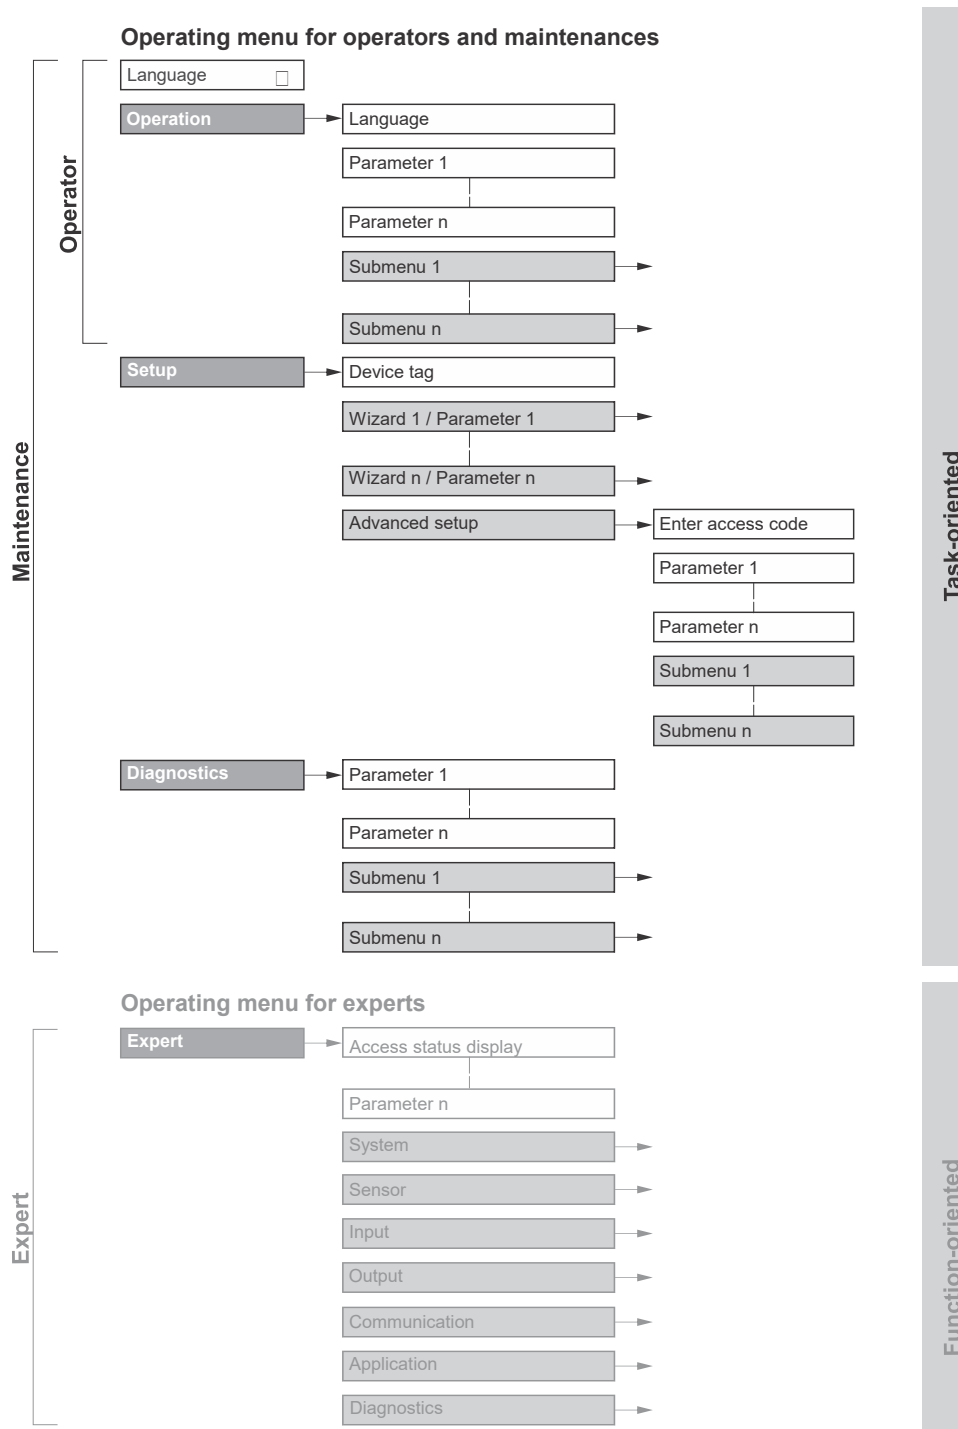 Operating menu for operators and maintenances
Language
Operation
Language
Parameter 1
Parameter n
Submenu 1
Submenu n
Operator
Setup
Device tag
Wizard 1 / Parameter 1
Wizard n / Parameter n
Advanced setup
Enter access code
Parameter 1
Parameter n
Submenu 1
Submenu n
Maintenance
Task-oriented
Diagnostics
Parameter 1
Parameter n
Submenu 1
Submenu n
Operating menu for experts
Expert
Access status display
Parameter n
System
Sensor
Input
Output
Communication
Application
Diagnostics
Expert
Function-oriented